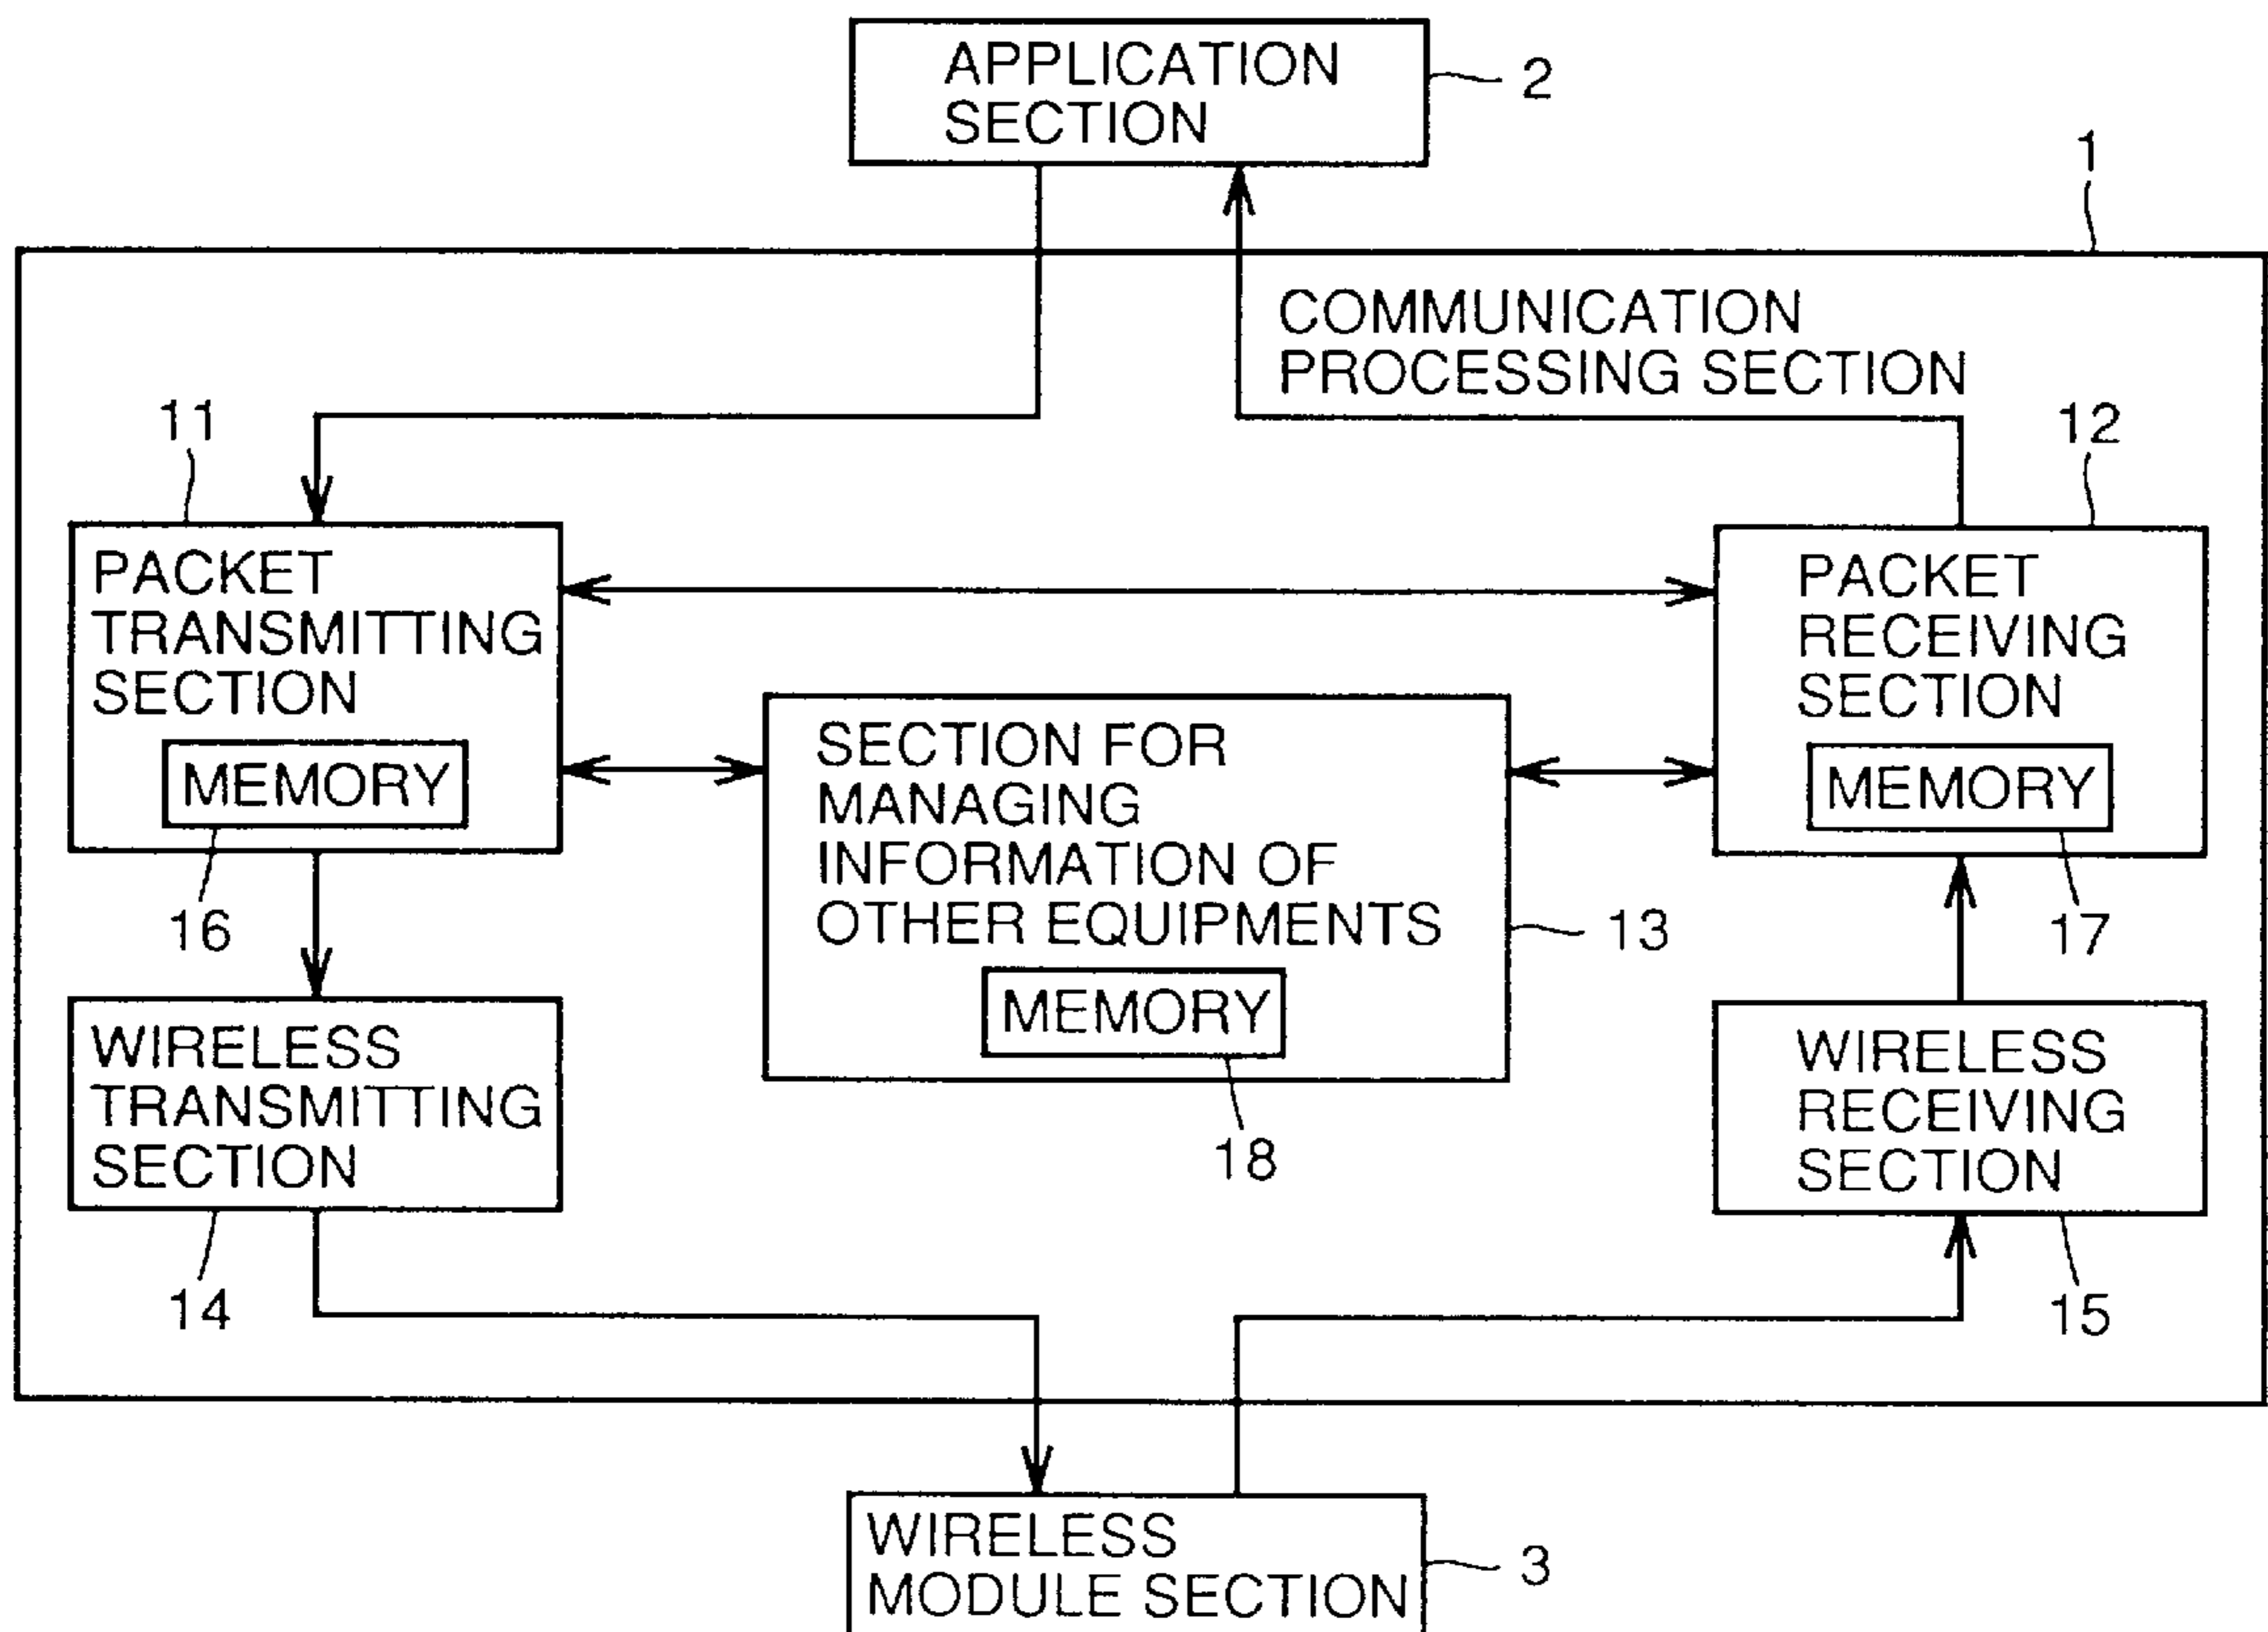 APPLICATION
SECTION
2
1
COMMUNICATION
PROCESSING SECTION
11
12
PACKET
TRANSMITTING
SECTION
MEMORY
16
PACKET
RECEIVING
SECTION
MEMORY
17
SECTION FOR
MANAGING
INFORMATION OF
OTHER EQUIPMENTS
MEMORY
13
18
WIRELESS
TRANSMITTING
SECTION
14
WIRELESS
RECEIVING
SECTION
15
WIRELESS
MODULE SECTION
3